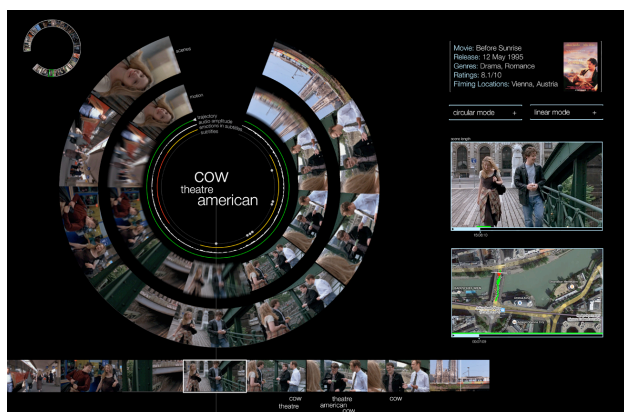 scenes
motion
trajectory
audio amplitude
emotions in subtitles
subtitles
cow
theatre
american
Movie: Before Sunrise
Release: 12 May 1995
Genres: Drama, Romance
Ratings: 8.1/10
Filming Locations: Vienna, Austria
circular mode +
linear mode +
scene length
cow
theatre
theatre
american
cow
cow